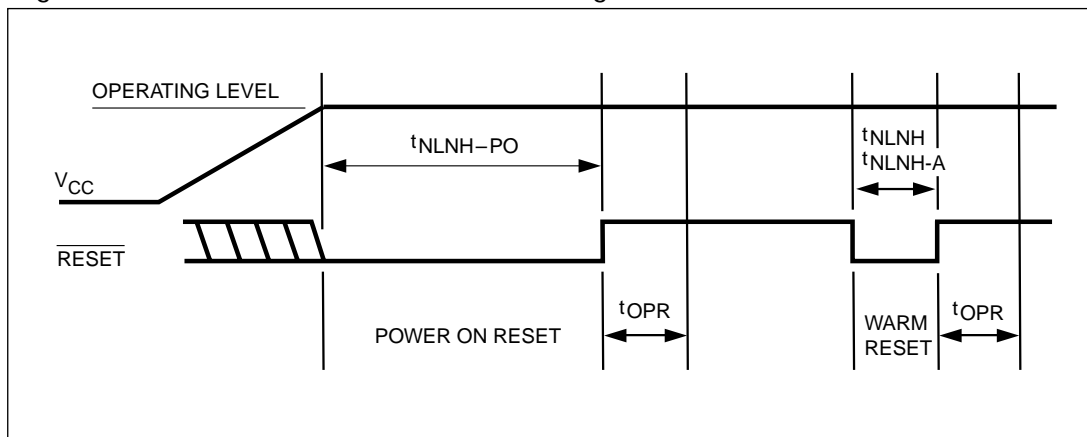 OPERATING LEVEL
tNLNH–PO
tNLNH
tNLNH-A
VCC
RESET
tOPR
POWER ON RESET
WARM
RESET
tOPR